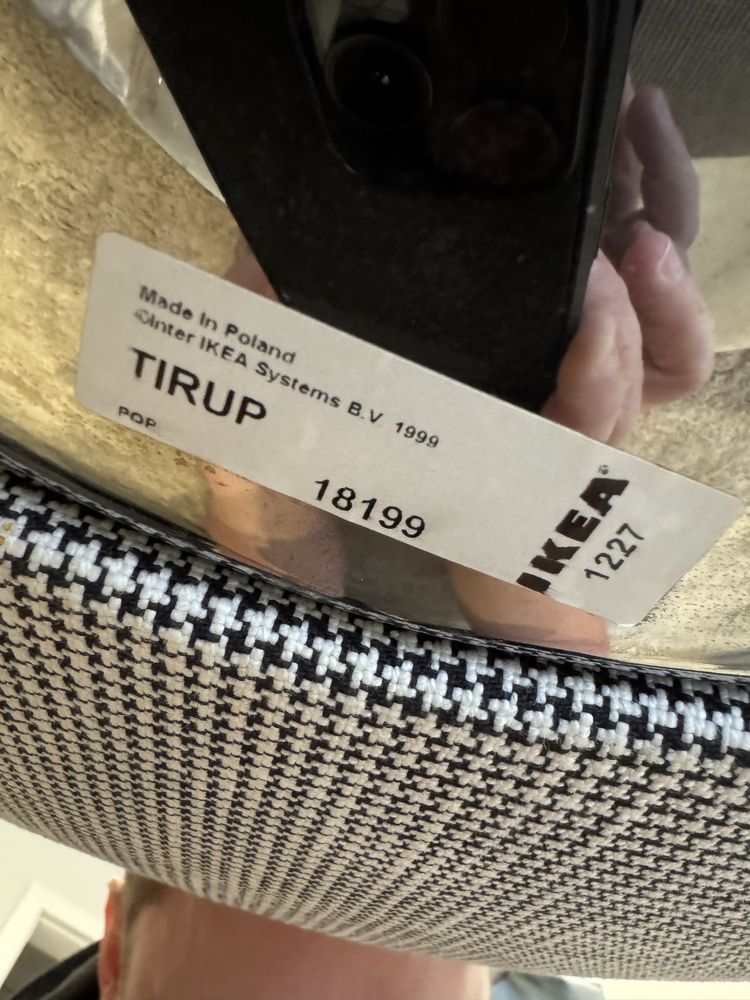 Made in Poland
©Inter IKEA Systems B.V 1999
TIRUP
POP
18199
IKEA®
1227